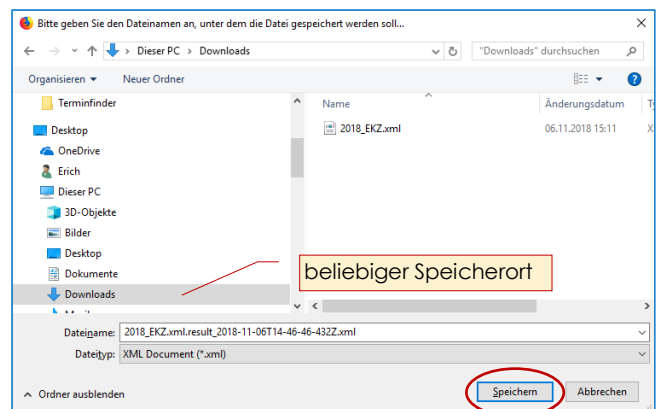 Bitte geben Sie den Dateinamen an, unter dem die Datei gespeichert werden soll...
Dieser PC > Downloads
"Downloads" durchsuchen
Organisieren
Neuer Ordner
Terminfinder
Desktop
OneDrive
Erich
Dieser PC
3D-Objekte
Bilder
Desktop
Dokumente
Downloads
Name
Änderungsdatum
2018_EKZ.xml
06.11.2018 15:11
X
beliebiger Speicherort
Dateiname: 2018_EKZ.xml.result_2018-11-06T14-46-46-432Z.xml
Dateityp: XML Document (*.xml)
Ordner ausblenden
Speichern
Abbrechen